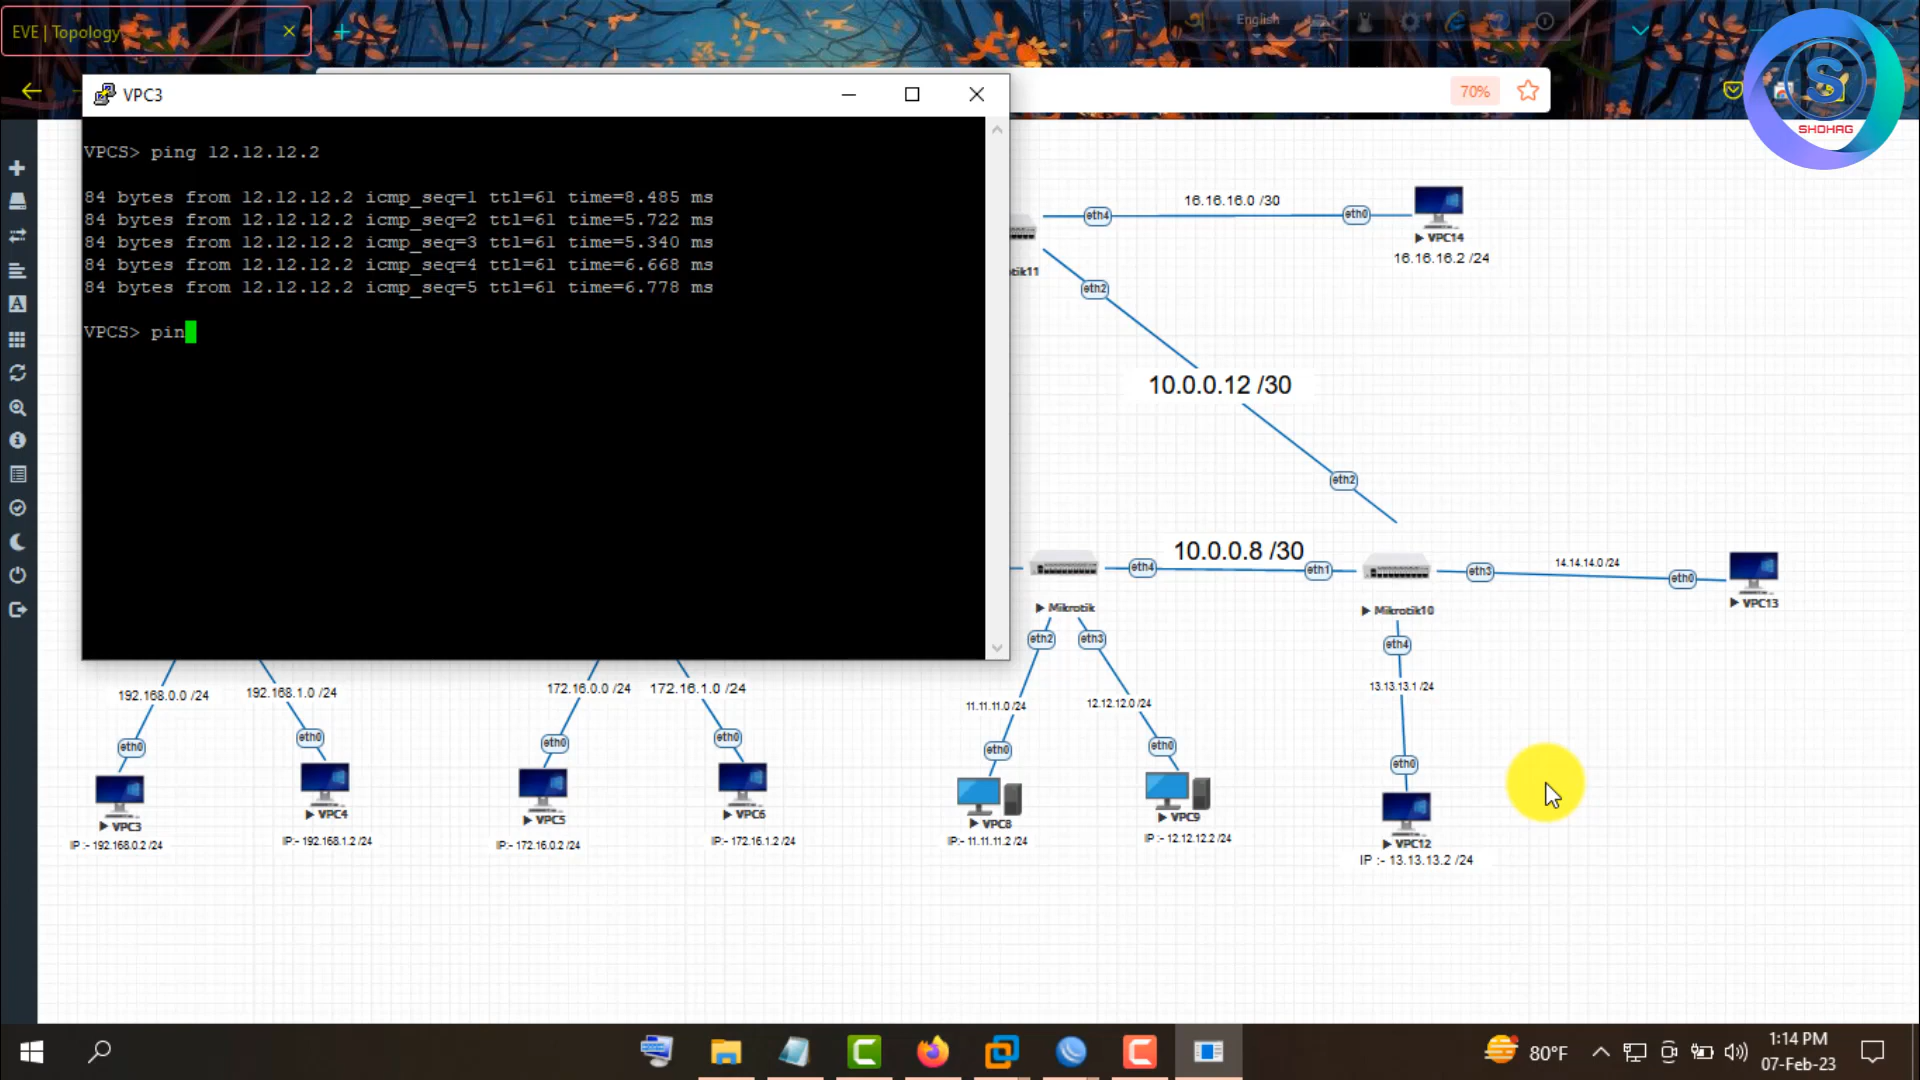 EVE | Topology
English
70%
SHOHAG
VPC3
VPCS> ping 12.12.12.2
84 bytes from 12.12.12.2 icmp_seq=1 ttl=61 time=8.485 ms
84 bytes from 12.12.12.2 icmp_seq=2 ttl=61 time=5.722 ms
84 bytes from 12.12.12.2 icmp_seq=3 ttl=61 time=5.340 ms
84 bytes from 12.12.12.2 icmp_seq=4 ttl=61 time=6.668 ms
84 bytes from 12.12.12.2 icmp_seq=5 ttl=61 time=6.778 ms
VPCS> pin
tik11
eth4
16.16.16.0 /30
eth0
VPC14
16.16.16.2 /24
eth2
10.0.0.12 /30
eth2
Mikrotik
eth4
10.0.0.8 /30
eth1
Mikrotik10
eth3
14.14.14.0 /24
eth0
VPC13
eth2
eth3
eth4
192.168.0.0 /24
192.168.1.0 /24
172.16.0.0 /24
172.16.1.0 /24
11.11.11.0 /24
12.12.12.0 /24
13.13.13.1 /24
eth0
eth0
eth0
eth0
eth0
eth0
eth0
VPC3
IP :- 192.168.0.2 /24
VPC4
IP:- 192.168.1.2 /24
VPC5
IP:- 172.16.0.2 /24
VPC6
IP:- 172.16.1.2 /24
VPC8
IP:- 11.11.11.2 /24
VPC9
IP :- 12.12.12.2 /24
VPC12
IP :- 13.13.13.2 /24
80°F
1:14 PM
07-Feb-23